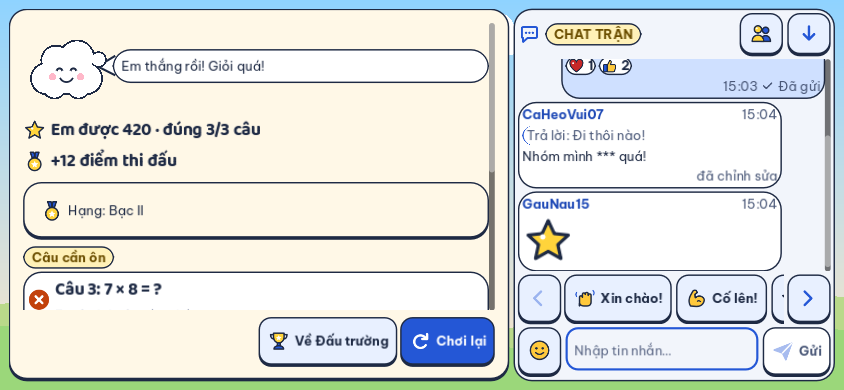 Em thắng rồi! Giỏi quá!
Em được 420 · đúng 3/3 câu
+12 điểm thi đấu
Hạng: Bạc II
Câu cần ôn
Câu 3: 7 × 8 = ?
Về Đấu trường
Chơi lại
CHAT TRẬN
1 2
15:03 ✓ Đã gửi
CaHeoVui07 15:04
Trả lời: Đi thôi nào!
Nhóm mình *** quá!
đã chỉnh sửa
GauNau15 15:04
Xin chào!
Cố lên!
Nhập tin nhắn...
Gửi